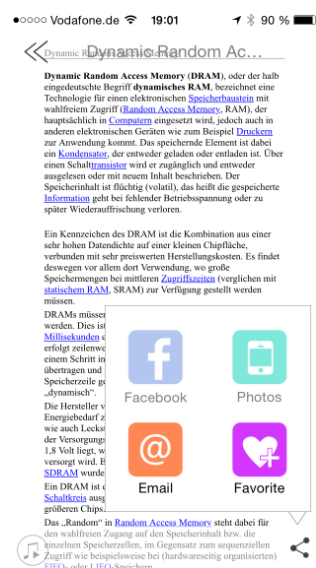 Vodafone.de 19:01 90 %
Dynamic Random Ac...
Dynamic Random Access Memory (DRAM), oder der halb
eingedeutschte Begriff dynamisches RAM, bezeichnet eine
Technologie für einen elektronischen Speicherbaustein mit
wahlfreiem Zugriff (Random Access Memory, RAM), der
hauptsächlich in Computern eingesetzt wird, jedoch auch in
anderen elektronischen Geräten wie zum Beispiel Druckern
zur Anwendung kommt. Das speichernde Element ist dabei
ein Kondensator, der entweder geladen oder entladen ist. Über
einen Schalttransistor wird er zugänglich und entweder
ausgelesen oder mit neuem Inhalt beschrieben. Der
Speicherinhalt ist flüchtig (volatil), das heißt die gespeicherte
Information geht bei fehlender Betriebsspannung oder zu
später Wiederauffrischung verloren.
Ein Kennzeichen des DRAM ist die Kombination aus einer
sehr hohen Datendichte auf einer kleinen Chipfläche,
verbunden mit sehr preiswerten Herstellungskosten. Es findet
deswegen vor allem dort Verwendung, wo große
Speichermengen bei mittleren Zugriffszeiten (verglichen mit
statischem RAM, SRAM) zur Verfügung gestellt werden
müssen.
DRAMs müssen
werden. Dies ist
Millisekunden
erfolgt zeilenwe
einem Schritt in
übertragen und
Speicherzeile ge
„dynamisch“.
Die Hersteller v
Energiebedarf z
wie auch Leckst
der Versorgungs
1,8 Volt liegt, w
versorgt wird. E
SDRAM wurde
Ein DRAM ist
Schaltkreis ausg
größeren Chips.
Facebook
Photos
@
Email
Favorite
Das „Random“ in Random Access Memory steht dabei für
den wahlfreien Zugriff auf den Speicherinhalt bzw. die
einzelnen Speicherzellen, im Gegensatz zum sequenziellen
Zugriff wie beispielsweise bei (hardwareseitig organisierten)
FIFO- oder LIFO-Speichern.